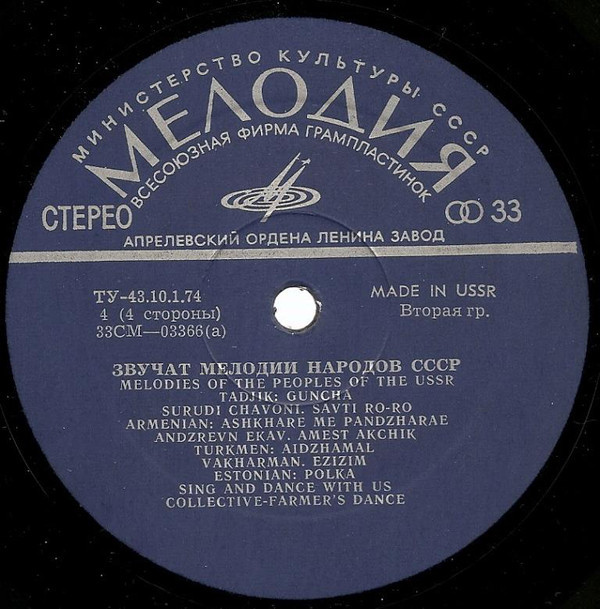 МИНИСТЕРСТВО КУЛЬТУРЫ СССР
МЕЛОДИЯ
ВСЕСОЮЗНАЯ ФИРМА ГРАМПЛАСТИНОК
СТЕРЕО
33
АПРЕЛЕВСКИЙ ОРДЕНА ЛЕНИНА ЗАВОД
ТУ-43.10.1.74
4 (4 стороны)
33СМ—03366(а)
MADE IN USSR
Вторая гр.
ЗВУЧАТ МЕЛОДИИ НАРОДОВ СССР
MELODIES OF THE PEOPLES OF THE USSR
TADJIK: GUNCHA
SURUDI CHAVONI. SAVTI RO-RO
ARMENIAN: ASHKHARE ME PANDZHARAE
ANDZREVN EKAV. AMEST AKCHIK
TURKMEN: AIDZHAMAL
VAKHARMAN. EZIZIM
ESTONIAN: POLKA
SING AND DANCE WITH US
COLLECTIVE-FARMER'S DANCE